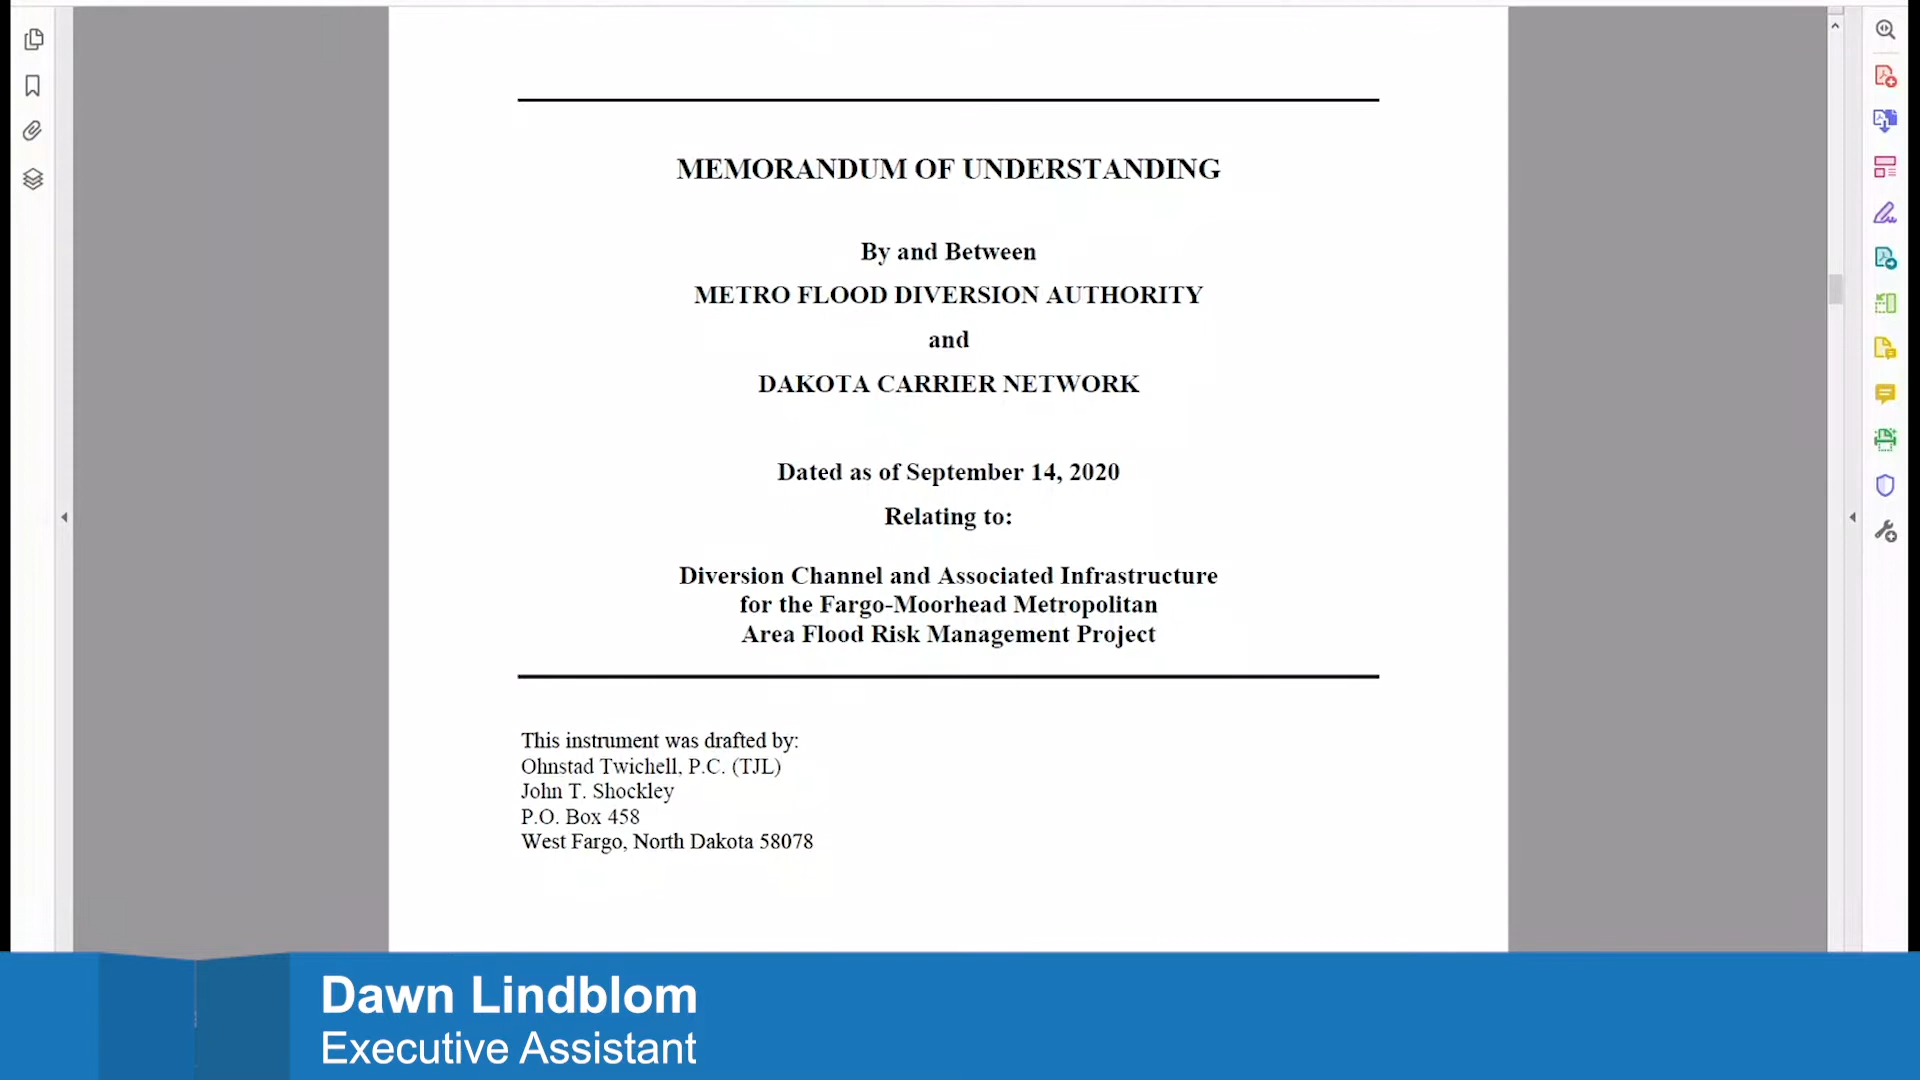 MEMORANDUM OF UNDERSTANDING
By and Between
METRO FLOOD DIVERSION AUTHORITY
and
DAKOTA CARRIER NETWORK
Dated as of September 14, 2020
Relating to:
Diversion Channel and Associated Infrastructure
for the Fargo-Moorhead Metropolitan
Area Flood Risk Management Project
This instrument was drafted by:
Ohnstad Twichell, P.C. (TJL)
John T. Shockley
P.O. Box 458
West Fargo, North Dakota 58078
Dawn Lindblom
Executive Assistant